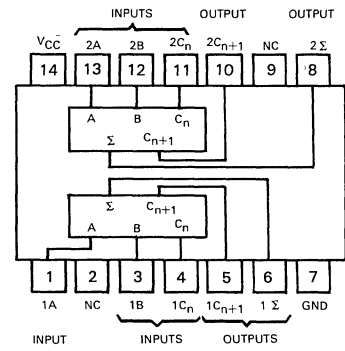 INPUTS OUTPUT OUTPUT
VCC 2A 2B 2Cn 2Cn+1 NC 2Σ
14 13 12 11 10 9 8
A B Cn
Σ Cn+1
Σ Cn+1
A B Cn
1 2 3 4 5 6 7
1A NC 1B 1Cn 1Cn+1 1Σ GND
INPUT INPUTS OUTPUTS